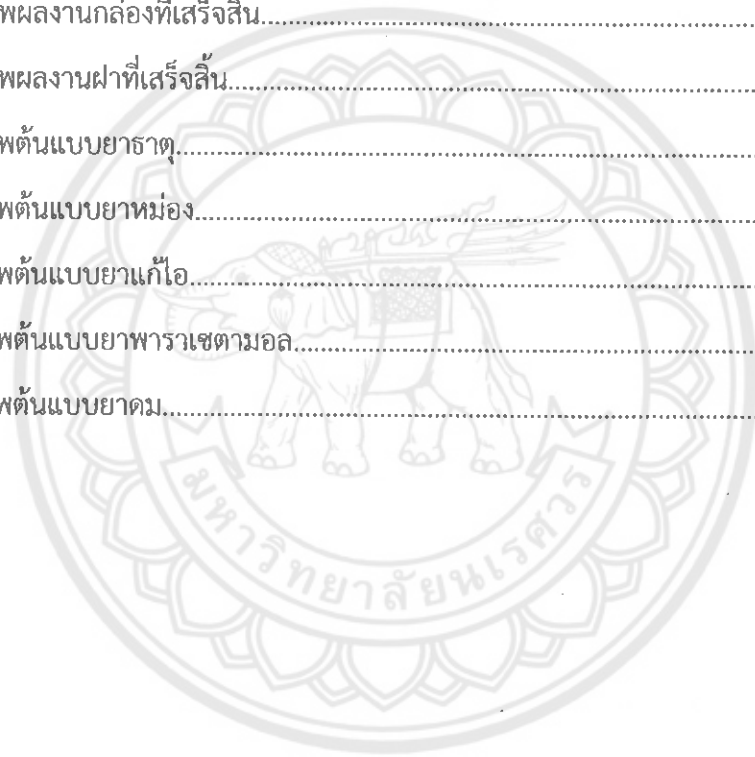 พผลงานกล่องที่เสร็จสิ้น
พผลงานฝาที่เสร็จสิ้น
พต้นแบบยาธาตุ
พต้นแบบยาหม่อง
พต้นแบบยาแก้ไอ
พต้นแบบยาพาราเซตามอล
พต้นแบบยาดม
มหาวิทยาลัยนเรศวร